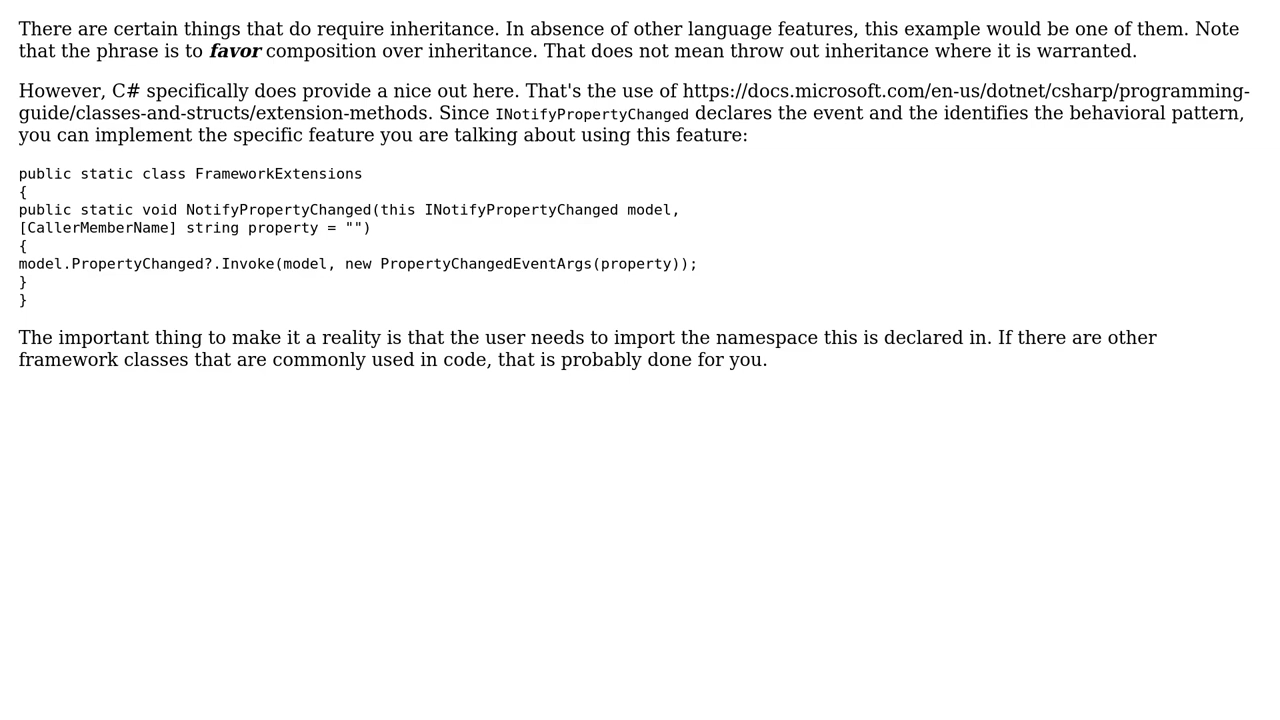 There are certain things that do require inheritance. In absence of other language features, this example would be one of them. Note
that the phrase is to favor composition over inheritance. That does not mean throw out inheritance where it is warranted.
However, C# specifically does provide a nice out here. That's the use of https://docs.microsoft.com/en-us/dotnet/csharp/programming-
guide/classes-and-structs/extension-methods. Since INotifyPropertyChanged declares the event and the identifies the behavioral pattern,
you can implement the specific feature you are talking about using this feature:
public static class FrameworkExtensions
{
public static void NotifyPropertyChanged(this INotifyPropertyChanged model,
[CallerMemberName] string property = "")
{
model.PropertyChanged?.Invoke(model, new PropertyChangedEventArgs(property));
}
}
The important thing to make it a reality is that the user needs to import the namespace this is declared in. If there are other
framework classes that are commonly used in code, that is probably done for you.